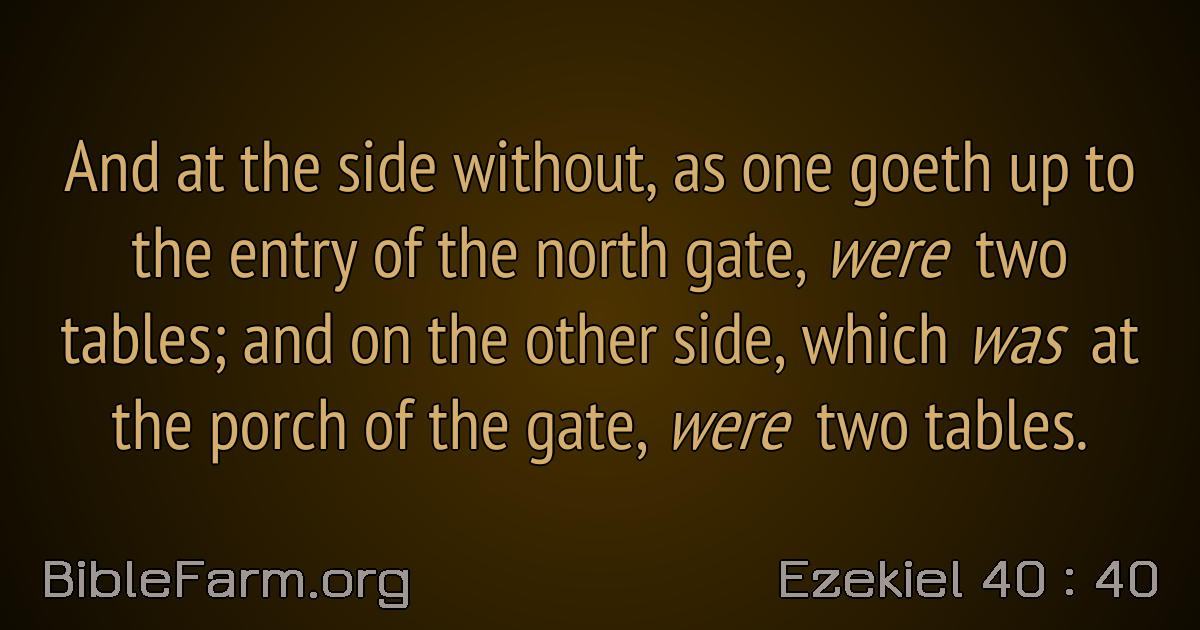 And at the side without, as one goeth up to
the entry of the north gate, were two
tables; and on the other side, which was at
the porch of the gate, were two tables.
BibleFarm.org
Ezekiel 40 : 40